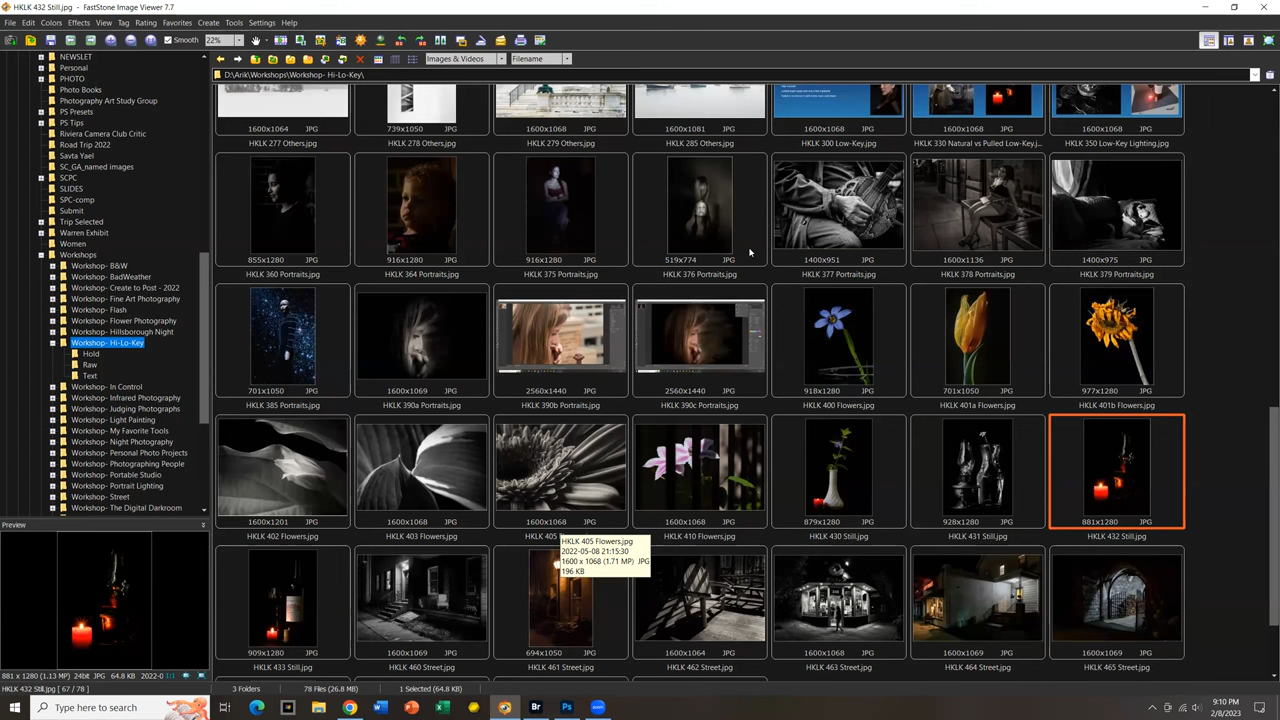 HKLK 432 Still.jpg - FastStone Image Viewer 7.7
File Edit Colors Effects View Tag Rating Favorites Create Tools Settings Help
Smooth 22%
NEWSLET
Personal
PHOTO
Photo Books
Photography Art Study Group
PS Presets
PS Tips
Riviera Camera Club Critic
Road Trip 2022
Savta Yael
SC_GA_named images
SCPC
SLIDES
SPC-comp
Submit
Trip Selected
Warren Exhibit
Women
Workshops
Workshop- B&W
Workshop- BadWeather
Workshop- Create to Post - 2022
Workshop- Fine Art Photography
Workshop- Flash
Workshop- Flower Photography
Workshop- Hillsborough Night
Workshop- Hi-Lo-Key
Hold
Raw
Text
Workshop- In Control
Workshop- Infrared Photography
Workshop- Judging Photographs
Workshop- Light Painting
Workshop- My Favorite Tools
Workshop- Night Photography
Workshop- Personal Photo Projects
Workshop- Photographing People
Workshop- Portable Studio
Workshop- Portrait Lighting
Workshop- Street
Workshop- The Digital Darkroom
Preview
881 x 1280 (1.13 MP) 24bit JPG 64.8 KB 2022-0 1:1
HKLK 432 Still.jpg [ 67 / 78 ]
Images & Videos Filename
D:\Arik\Workshops\Workshop- Hi-Lo-Key\
1600x1064 JPG 739x1050 JPG 1600x1068 JPG 1600x1081 JPG 1600x1068 JPG 1600x1068 JPG 1600x1068 JPG
HKLK 277 Others.jpg HKLK 278 Others.jpg HKLK 279 Others.jpg HKLK 285 Others.jpg HKLK 300 Low-Key.jpg HKLK 330 Natural vs Pulled Low-Key.j... HKLK 350 Low-Key Lighting.jpg
855x1280 JPG 916x1280 JPG 916x1280 JPG 519x774 JPG 1400x951 JPG 1600x1136 JPG 1400x975 JPG
HKLK 360 Portraits.jpg HKLK 364 Portraits.jpg HKLK 375 Portraits.jpg HKLK 376 Portraits.jpg HKLK 377 Portraits.jpg HKLK 378 Portraits.jpg HKLK 379 Portraits.jpg
701x1050 JPG 1600x1069 JPG 2560x1440 JPG 2560x1440 JPG 918x1280 JPG 701x1050 JPG 977x1280 JPG
HKLK 385 Portraits.jpg HKLK 390a Portraits.jpg HKLK 390b Portraits.jpg HKLK 390c Portraits.jpg HKLK 400 Flowers.jpg HKLK 401a Flowers.jpg HKLK 401b Flowers.jpg
1600x1201 JPG 1600x1068 JPG 1600x1068 JPG 1600x1068 JPG 879x1280 JPG 928x1280 JPG 881x1280 JPG
HKLK 402 Flowers.jpg HKLK 403 Flowers.jpg HKLK 405 HKLK 410 Flowers.jpg HKLK 430 Still.jpg HKLK 431 Still.jpg HKLK 432 Still.jpg
HKLK 405 Flowers.jpg
2022-05-08 21:15:30
1600 x 1068 (1.71 MP) JPG
196 KB
909x1280 JPG 1600x1069 JPG 694x1050 JPG 1600x1064 JPG 1600x1068 JPG 1600x1069 JPG 1600x1069 JPG
HKLK 433 Still.jpg HKLK 460 Street.jpg HKLK 461 Street.jpg HKLK 462 Street.jpg HKLK 463 Street.jpg HKLK 464 Street.jpg HKLK 465 Street.jpg
3 Folders 78 Files (26.8 MB) 1 Selected (64.8 KB)
Type here to search
Br Ps zoom
9:10 PM
2/8/2023